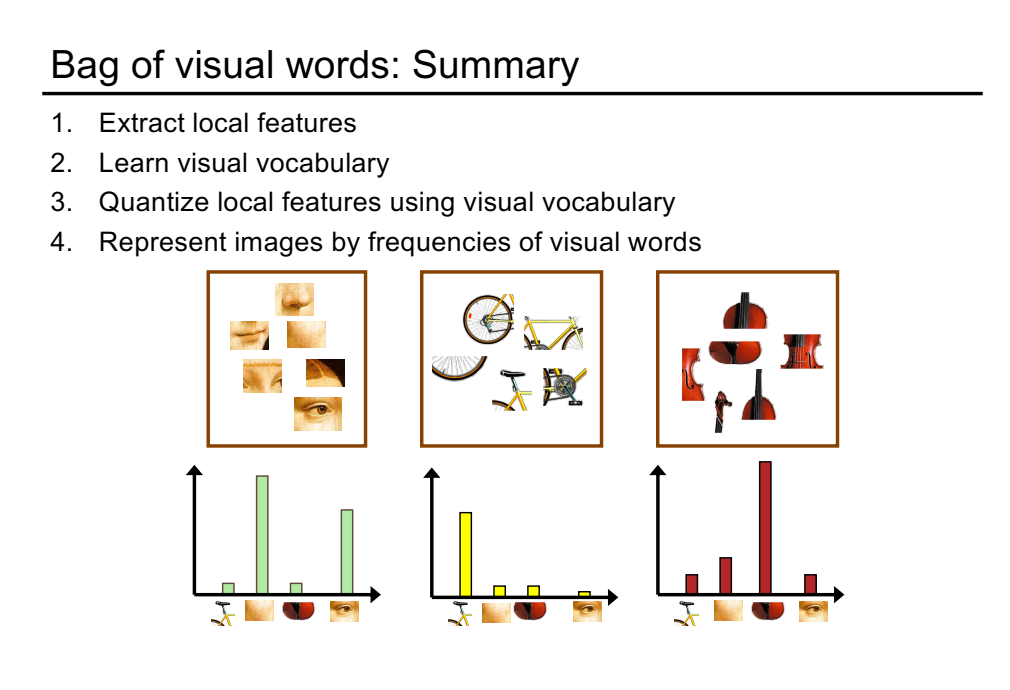 Bag of visual words: Summary
1. Extract local features
2. Learn visual vocabulary
3. Quantize local features using visual vocabulary
4. Represent images by frequencies of visual words